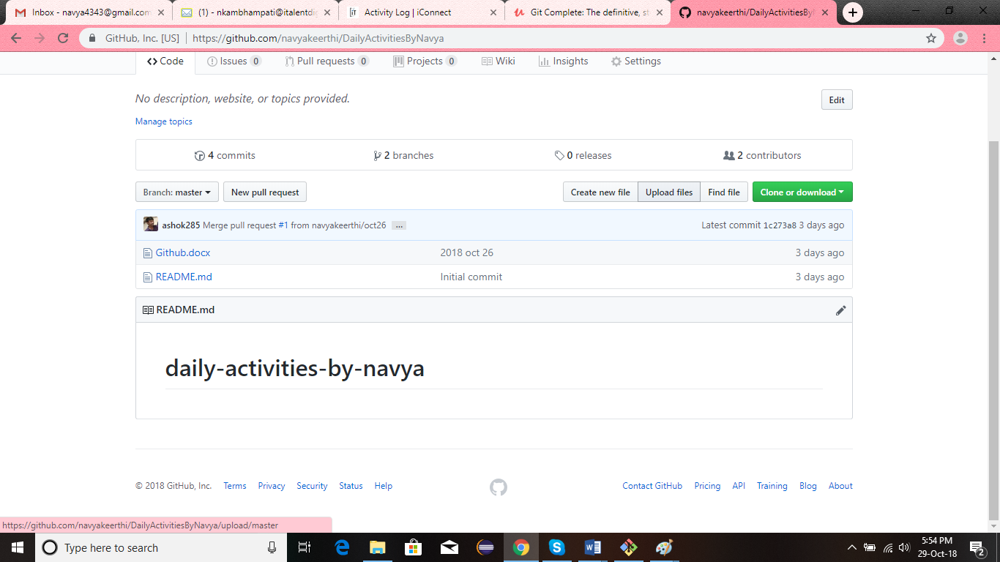 Inbox - navya4343@gmail.com
(1) - nkambhampati@italentdi
Activity Log | iConnect
Git Complete: The definitive, st
navyakeerthi/DailyActivitiesByN
GitHub, Inc. [US] | https://github.com/navyakeerthi/DailyActivitiesByNavya
Code Issues 0 Pull requests 0 Projects 0 Wiki Insights Settings
No description, website, or topics provided.
Edit
Manage topics
4 commits 2 branches 0 releases 2 contributors
Branch: master New pull request Create new file Upload files Find file Clone or download
ashok285 Merge pull request #1 from navyakeerthi/oct26 ... Latest commit 1c273a8 3 days ago
Github.docx 2018 oct 26 3 days ago
README.md Initial commit 3 days ago
README.md
daily-activities-by-navya
© 2018 GitHub, Inc. Terms Privacy Security Status Help Contact GitHub Pricing API Training Blog About
https://github.com/navyakeerthi/DailyActivitiesByNavya/upload/master
Type here to search
5:54 PM
29-Oct-18
2